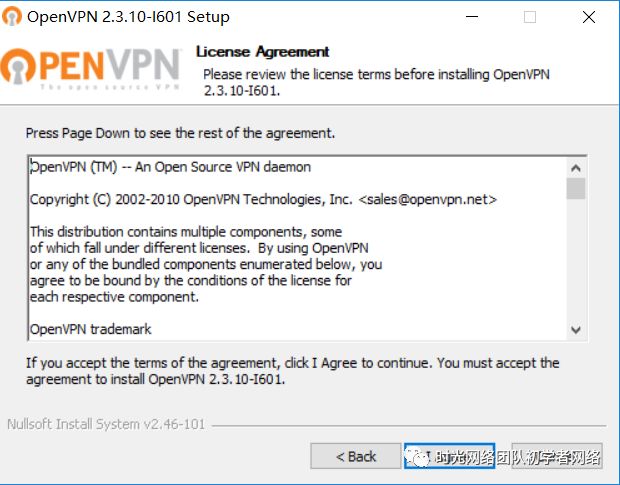 OpenVPN 2.3.10-I601 Setup
OPENVPN
The open source VPN
License Agreement
Please review the license terms before installing OpenVPN
2.3.10-I601.
Press Page Down to see the rest of the agreement.
OpenVPN (TM) -- An Open Source VPN daemon
Copyright (C) 2002-2010 OpenVPN Technologies, Inc. <sales@openvpn.net>
This distribution contains multiple components, some
of which fall under different licenses.  By using OpenVPN
or any of the bundled components enumerated below, you
agree to be bound by the conditions of the license for
each respective component.
OpenVPN trademark
If you accept the terms of the agreement, click I Agree to continue. You must accept the
agreement to install OpenVPN 2.3.10-I601.
Nullsoft Install System v2.46-101
< Back
时光网络团队初学者网络